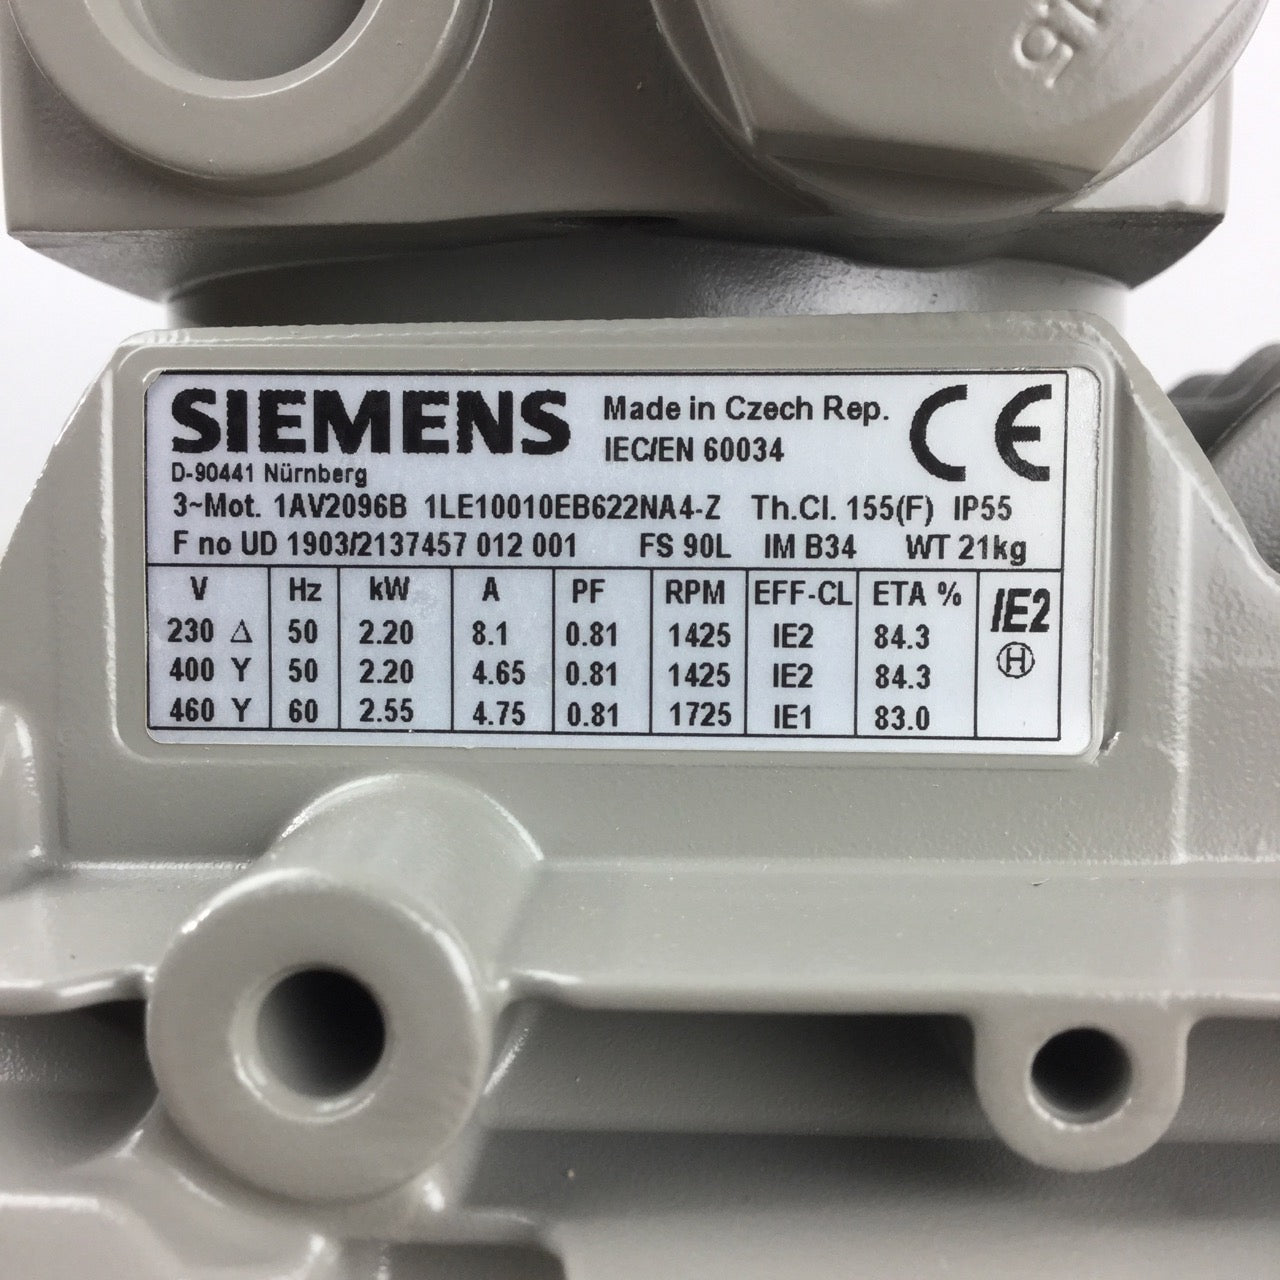 75
SIEMENS
Made in Czech Rep.
IEC/EN 60034
CE
D-90441 Nürnberg
3~Mot. 1AV2096B 1LE10010EB622NA4-Z Th.Cl. 155(F) IP55
F no UD 1903/2137457 012 001 FS 90L IM B34 WT 21kg
V Hz kW A PF RPM EFF-CL ETA %
230 Δ 50 2.20 8.1 0.81 1425 IE2 84.3
400 Y 50 2.20 4.65 0.81 1425 IE2 84.3
460 Y 60 2.55 4.75 0.81 1725 IE1 83.0
IE2
H